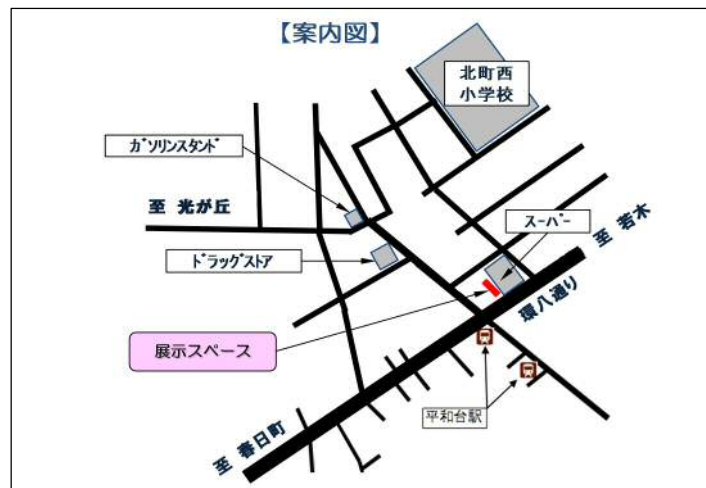 【案内図】
北町西
小学校
ｶﾞｿﾘﾝｽﾀﾝﾄﾞ
至 光が丘
スーパー
至 若木
ﾄﾞﾗｯｸﾞｽﾄｱ
環八通り
展示スペース
平和台駅
至 春日町